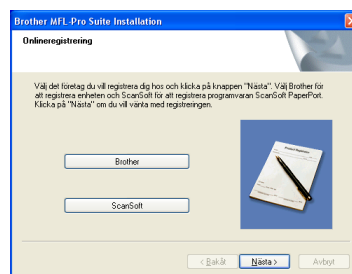 Brother MFL-Pro Suite Installation
Onlineregistrering
Välj det företag du vill registrera dig hos och klicka på knappen "Nästa". Välj Brother för
att registrera enheten och ScanSoft för att registrera programvaran ScanSoft PaperPort.
Klicka på "Nästa" om du vill vänta med registreringen.
Brother
ScanSoft
< Bakåt
Nästa >
Avbryt